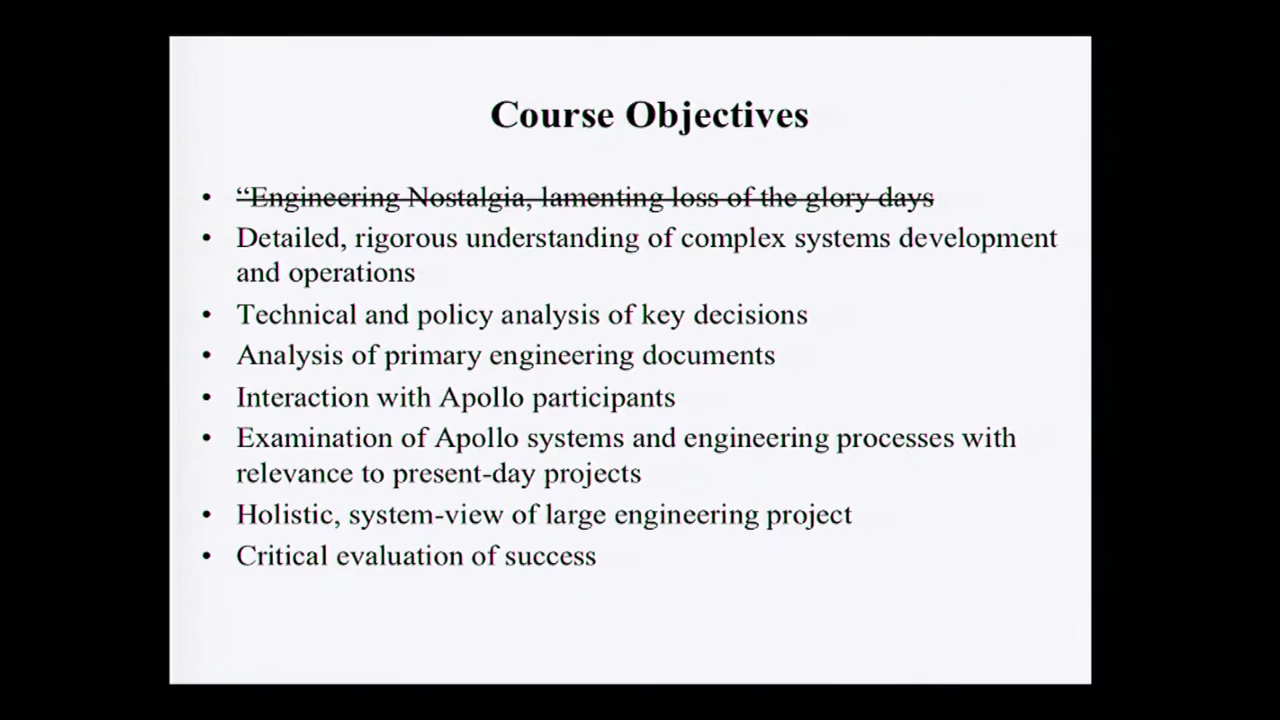 Course Objectives
• “Engineering Nostalgia, lamenting loss of the glory days
• Detailed, rigorous understanding of complex systems development
and operations
• Technical and policy analysis of key decisions
• Analysis of primary engineering documents
• Interaction with Apollo participants
• Examination of Apollo systems and engineering processes with
relevance to present-day projects
• Holistic, system-view of large engineering project
• Critical evaluation of success